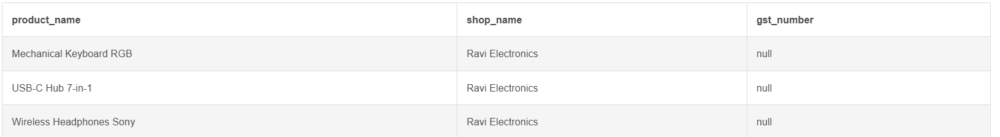 product_name shop_name gst_number
Mechanical Keyboard RGB Ravi Electronics null
USB-C Hub 7-in-1 Ravi Electronics null
Wireless Headphones Sony Ravi Electronics null